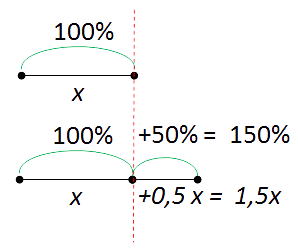 100%
x
100% +50% = 150%
x +0,5 x = 1,5x